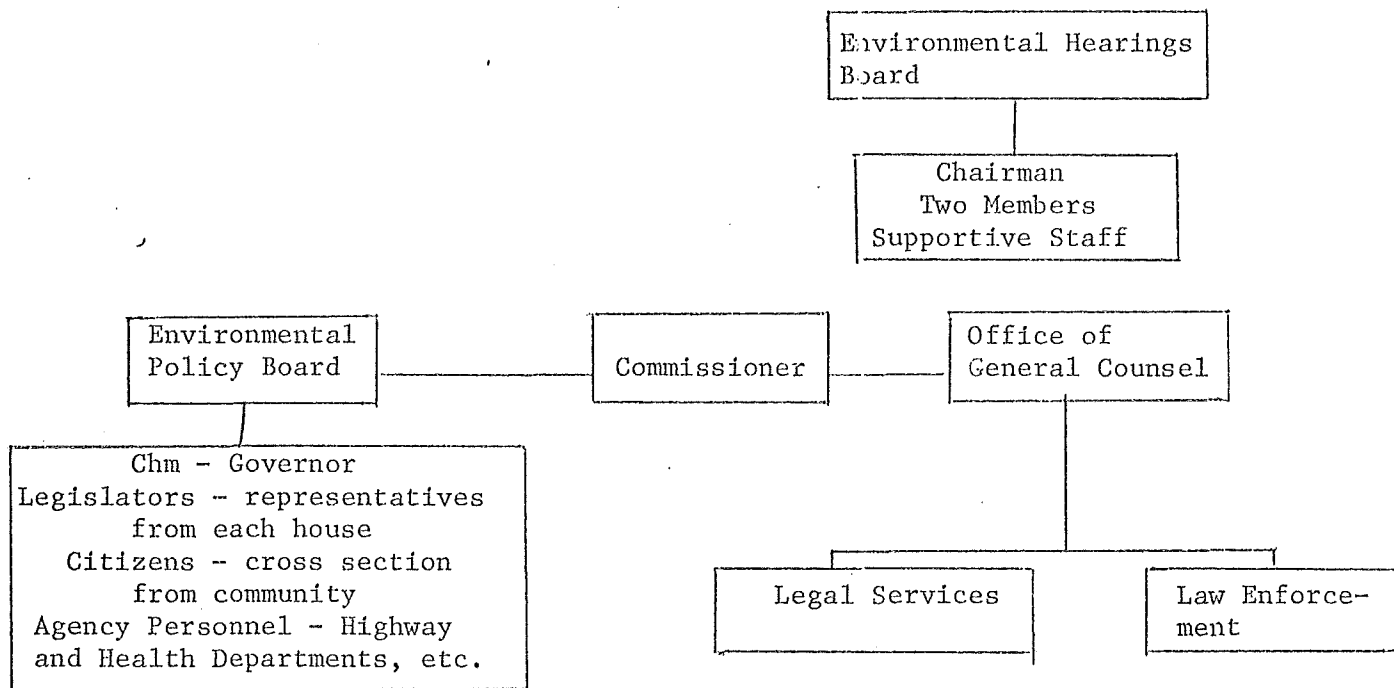 Environmental Hearings
Board
Chairman
Two Members
Supportive Staff
Environmental
Policy Board
Commissioner
Office of
General Counsel
Chm - Governor
Legislators - representatives
from each house
Citizens - cross section
from community
Agency Personnel - Highway
and Health Departments, etc.
Legal Services
Law Enforce-
ment